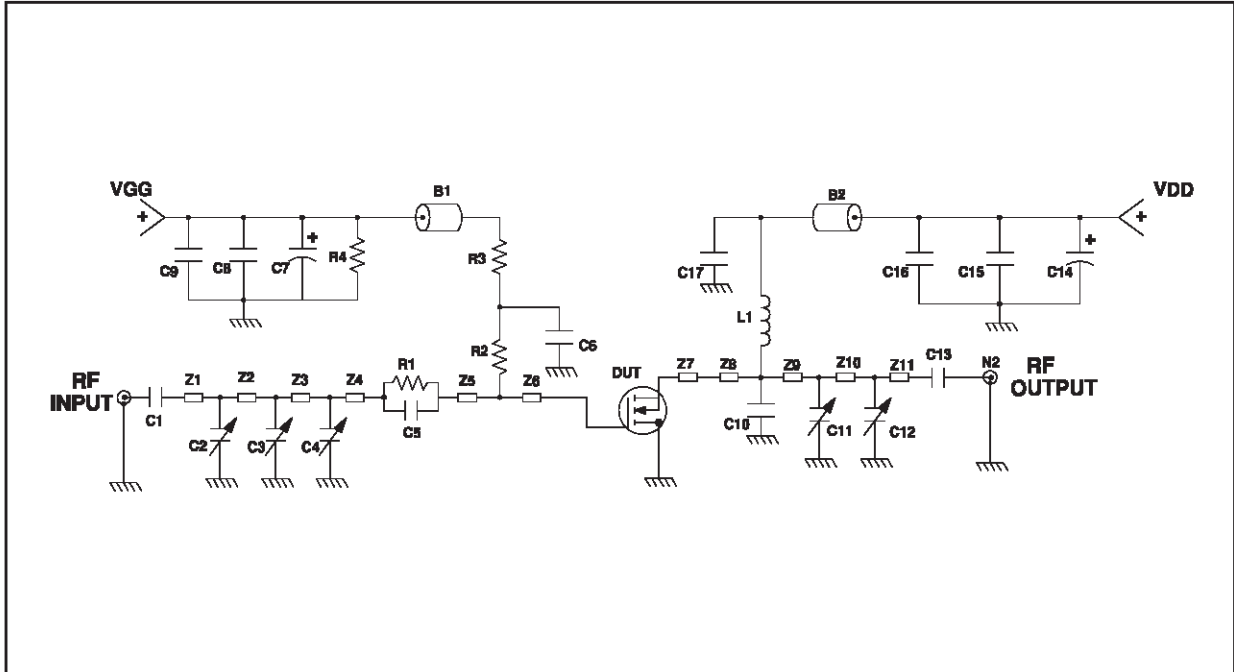 VGG
+
B1
B2
VDD
+
C9
C8
C7
+
R4
R3
C17
C16
C15
C14
+
L1
R2
C6
RF
INPUT
C1
Z1
Z2
Z3
Z4
R1
C5
Z5
Z6
DUT
Z7
Z8
Z9
Z10
Z11
C13
N2
RF
OUTPUT
C2
C3
C4
C10
C11
C12